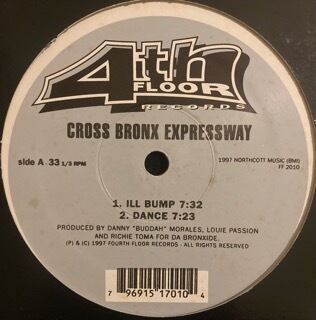 4th
FLOOR
RECORDS
CROSS BRONX EXPRESSWAY
side A - 33 1/3 RPM
1997 NORTHCOTT MUSIC (BMI)
FF 2010
1. ILL BUMP 7:32
2. DANCE 7:23
PRODUCED BY DANNY "BUDDAH" MORALES, LOUIE PASSION
AND RICHIE TOMA FOR DA BRONXIDE.
(P) & (C) 1997 FOURTH FLOOR RECORDS - ALL RIGHTS RESERVED
7 96915 17010 4